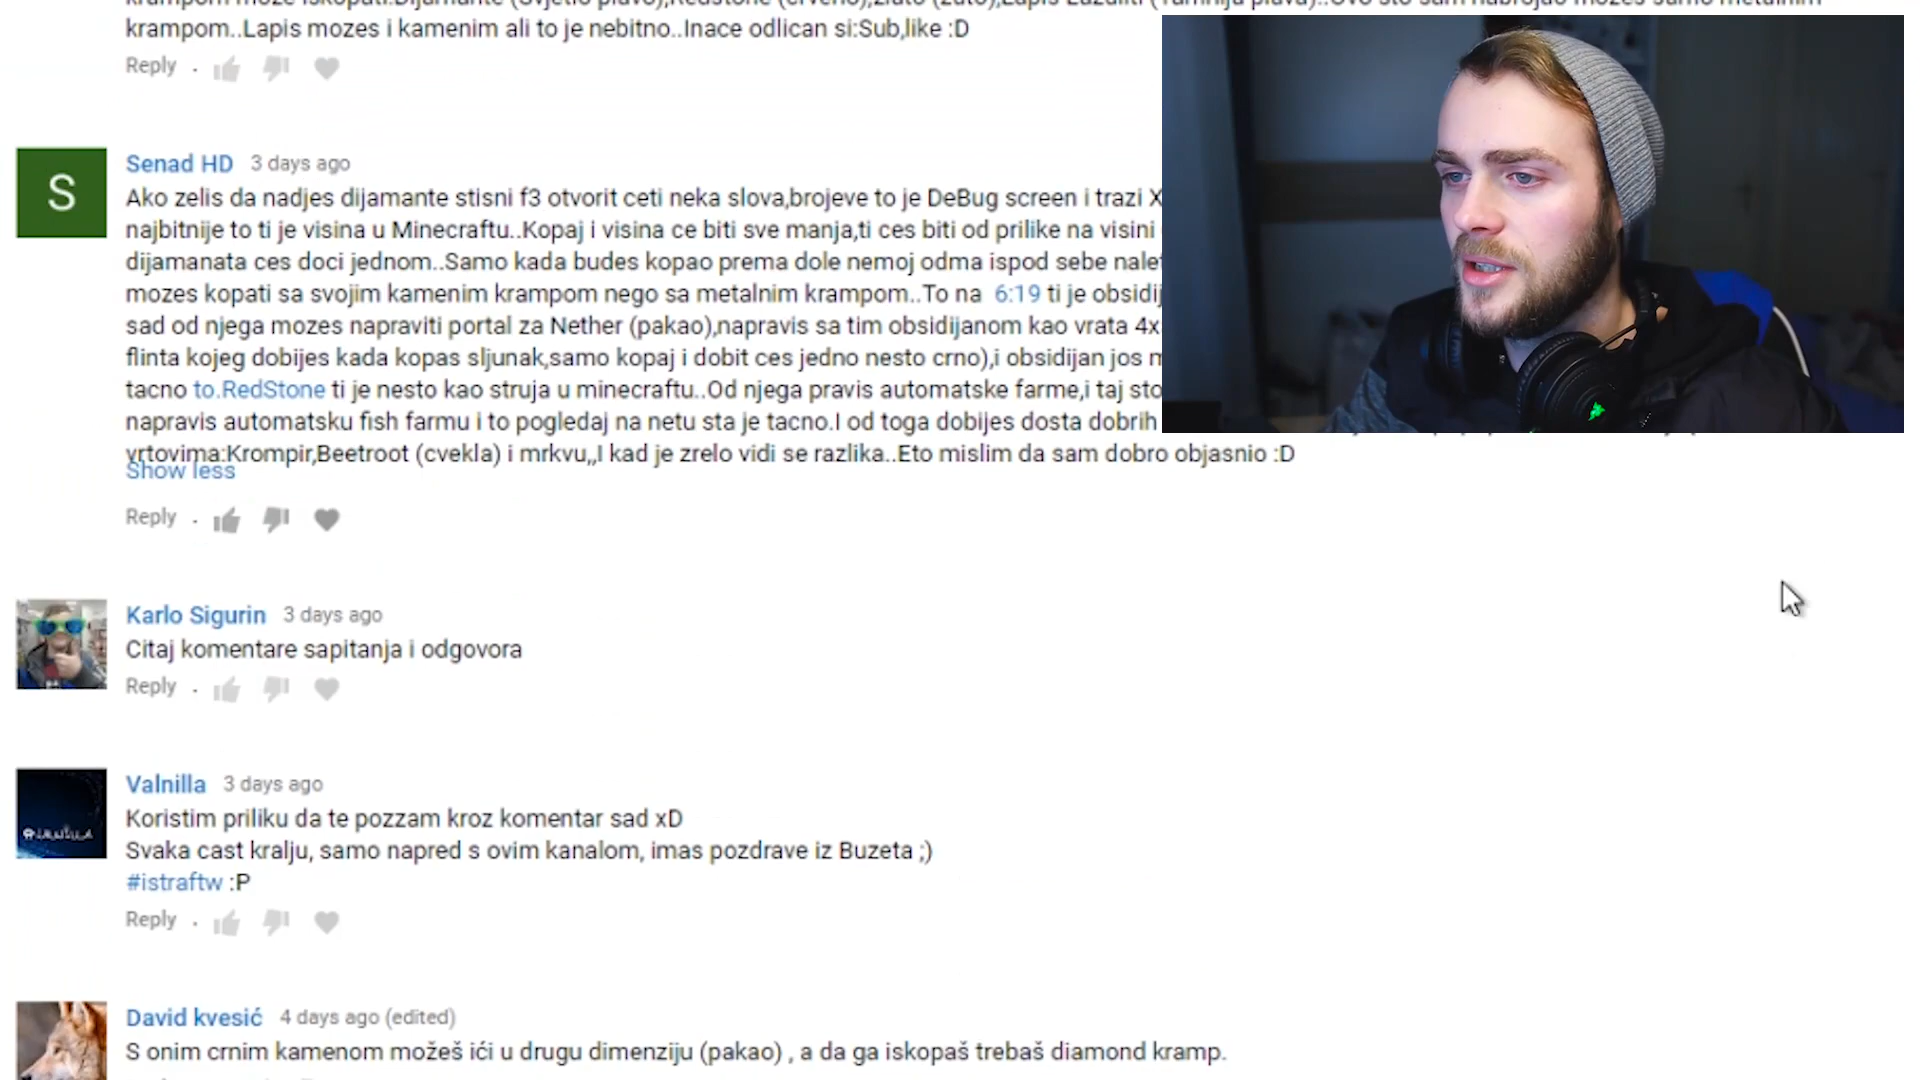 krampom..Lapis mozes i kamenim ali to je nebitno..Inace odlican si:Sub,like :D
Reply .
S
Senad HD 3 days ago
Ako zelis da nadjes dijamante stisni f3 otvorit ceti neka slova,brojeve to je DeBug screen i trazi X
najbitnije to ti je visina u Minecraftu..Kopaj i visina ce biti sve manja,ti ces biti od prilike na visini
dijamanata ces doci jednom..Samo kada budes kopao prema dole nemoj odma ispod sebe nalet
mozes kopati sa svojim kamenim krampom nego sa metalnim krampom..To na 6:19 ti je obsidij
sad od njega mozes napraviti portal za Nether (pakao),napravis sa tim obsidijanom kao vrata 4x
flinta kojeg dobijes kada kopas sljunak,samo kopaj i dobit ces jedno nesto crno),i obsidijan jos m
tacno to.RedStone ti je nesto kao struja u minecraftu..Od njega pravis automatske farme,i taj sto
napravis automatsku fish farmu i to pogledaj na netu sta je tacno.I od toga dobijes dosta dobrih
vrtovima:Krompir,Beetroot (cvekla) i mrkvu,,I kad je zrelo vidi se razlika..Eto mislim da sam dobro objasnio :D
Show less
Reply .
Karlo Sigurin 3 days ago
Citaj komentare sapitanja i odgovora
Reply .
Valnilla 3 days ago
Koristim priliku da te pozzam kroz komentar sad xD
Svaka cast kralju, samo napred s ovim kanalom, imas pozdrave iz Buzeta ;)
#istraftw :P
Reply .
David kvesić 4 days ago (edited)
S onim crnim kamenom možeš ići u drugu dimenziju (pakao) , a da ga iskopaš trebaš diamond kramp.